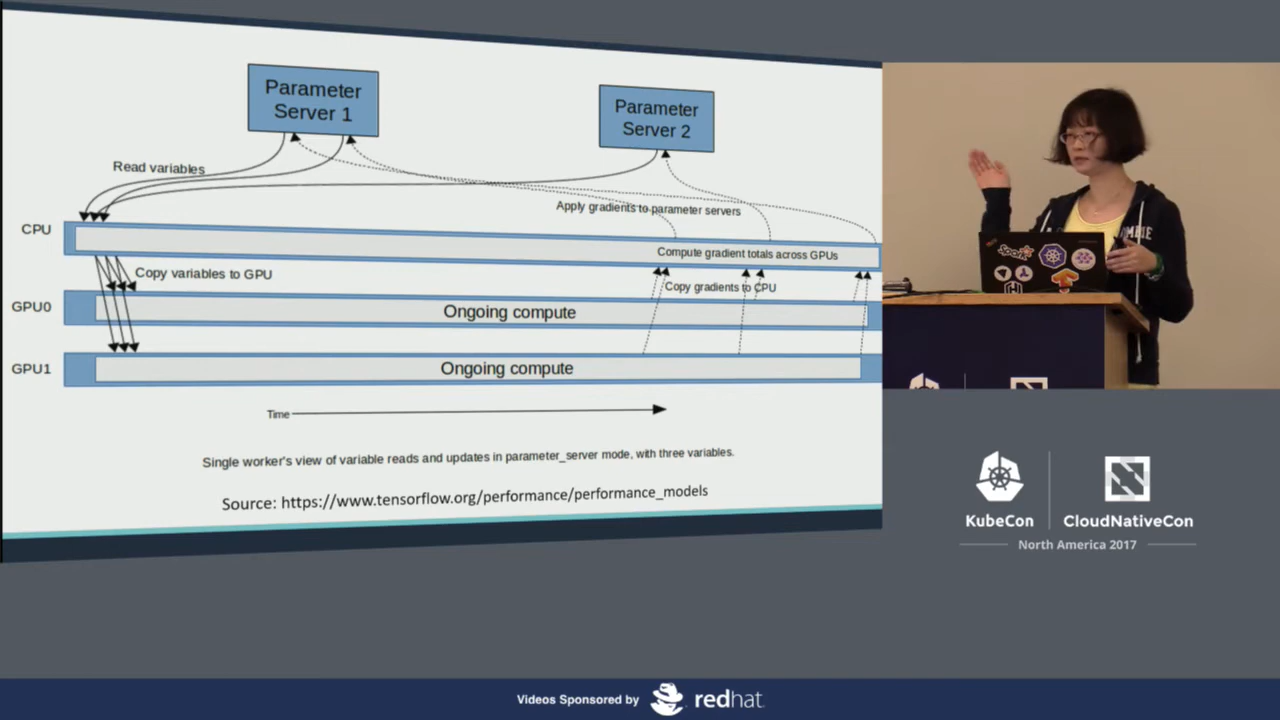 Parameter
Server 1
Parameter
Server 2
Read variables
Apply gradients to parameter servers
CPU
Compute gradient totals across GPUs
Copy variables to GPU
Copy gradients to CPU
GPU0
Ongoing compute
GPU1
Ongoing compute
Time
Single worker's view of variable reads and updates in parameter_server mode, with three variables.
Source: https://www.tensorflow.org/performance/performance_models
Spark
KubeCon
CloudNativeCon
North America 2017
Videos Sponsored by
redhat.